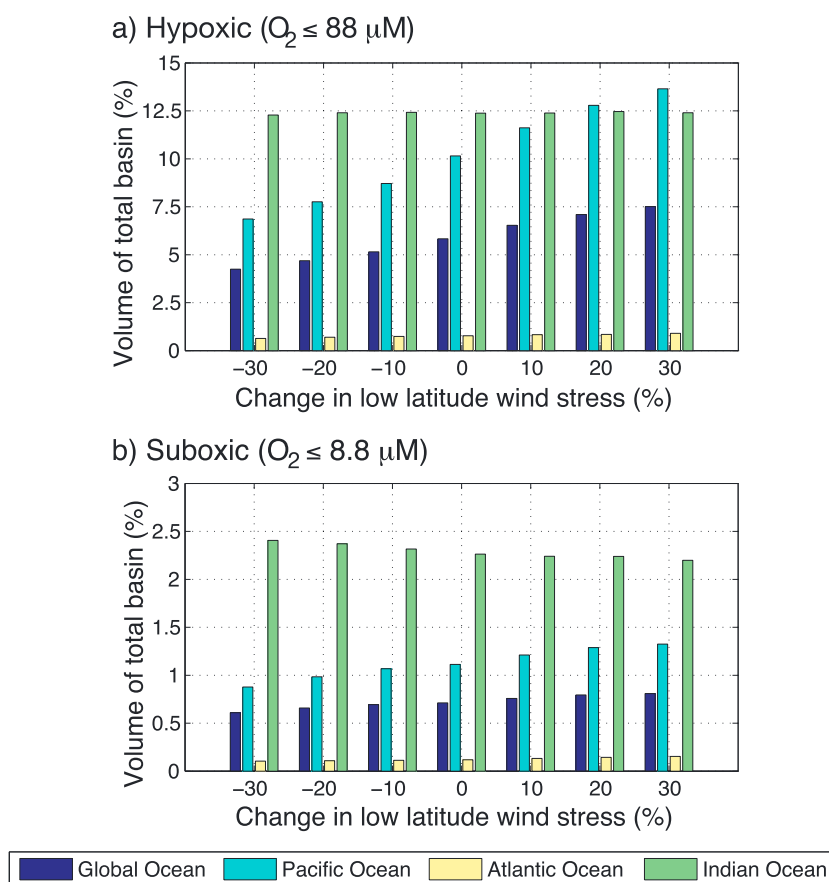 a) Hypoxic (O₂ ≤ 88 µM)
Volume of total basin (%)
15
12.5
10
7.5
5
2.5
0
−30 −20 −10 0 10 20 30
Change in low latitude wind stress (%)
b) Suboxic (O₂ ≤ 8.8 µM)
Volume of total basin (%)
3
2.5
2
1
0.5
0
−30 −20 −10 0 10 20 30
Change in low latitude wind stress (%)
Global Ocean Pacific Ocean Atlantic Ocean Indian Ocean